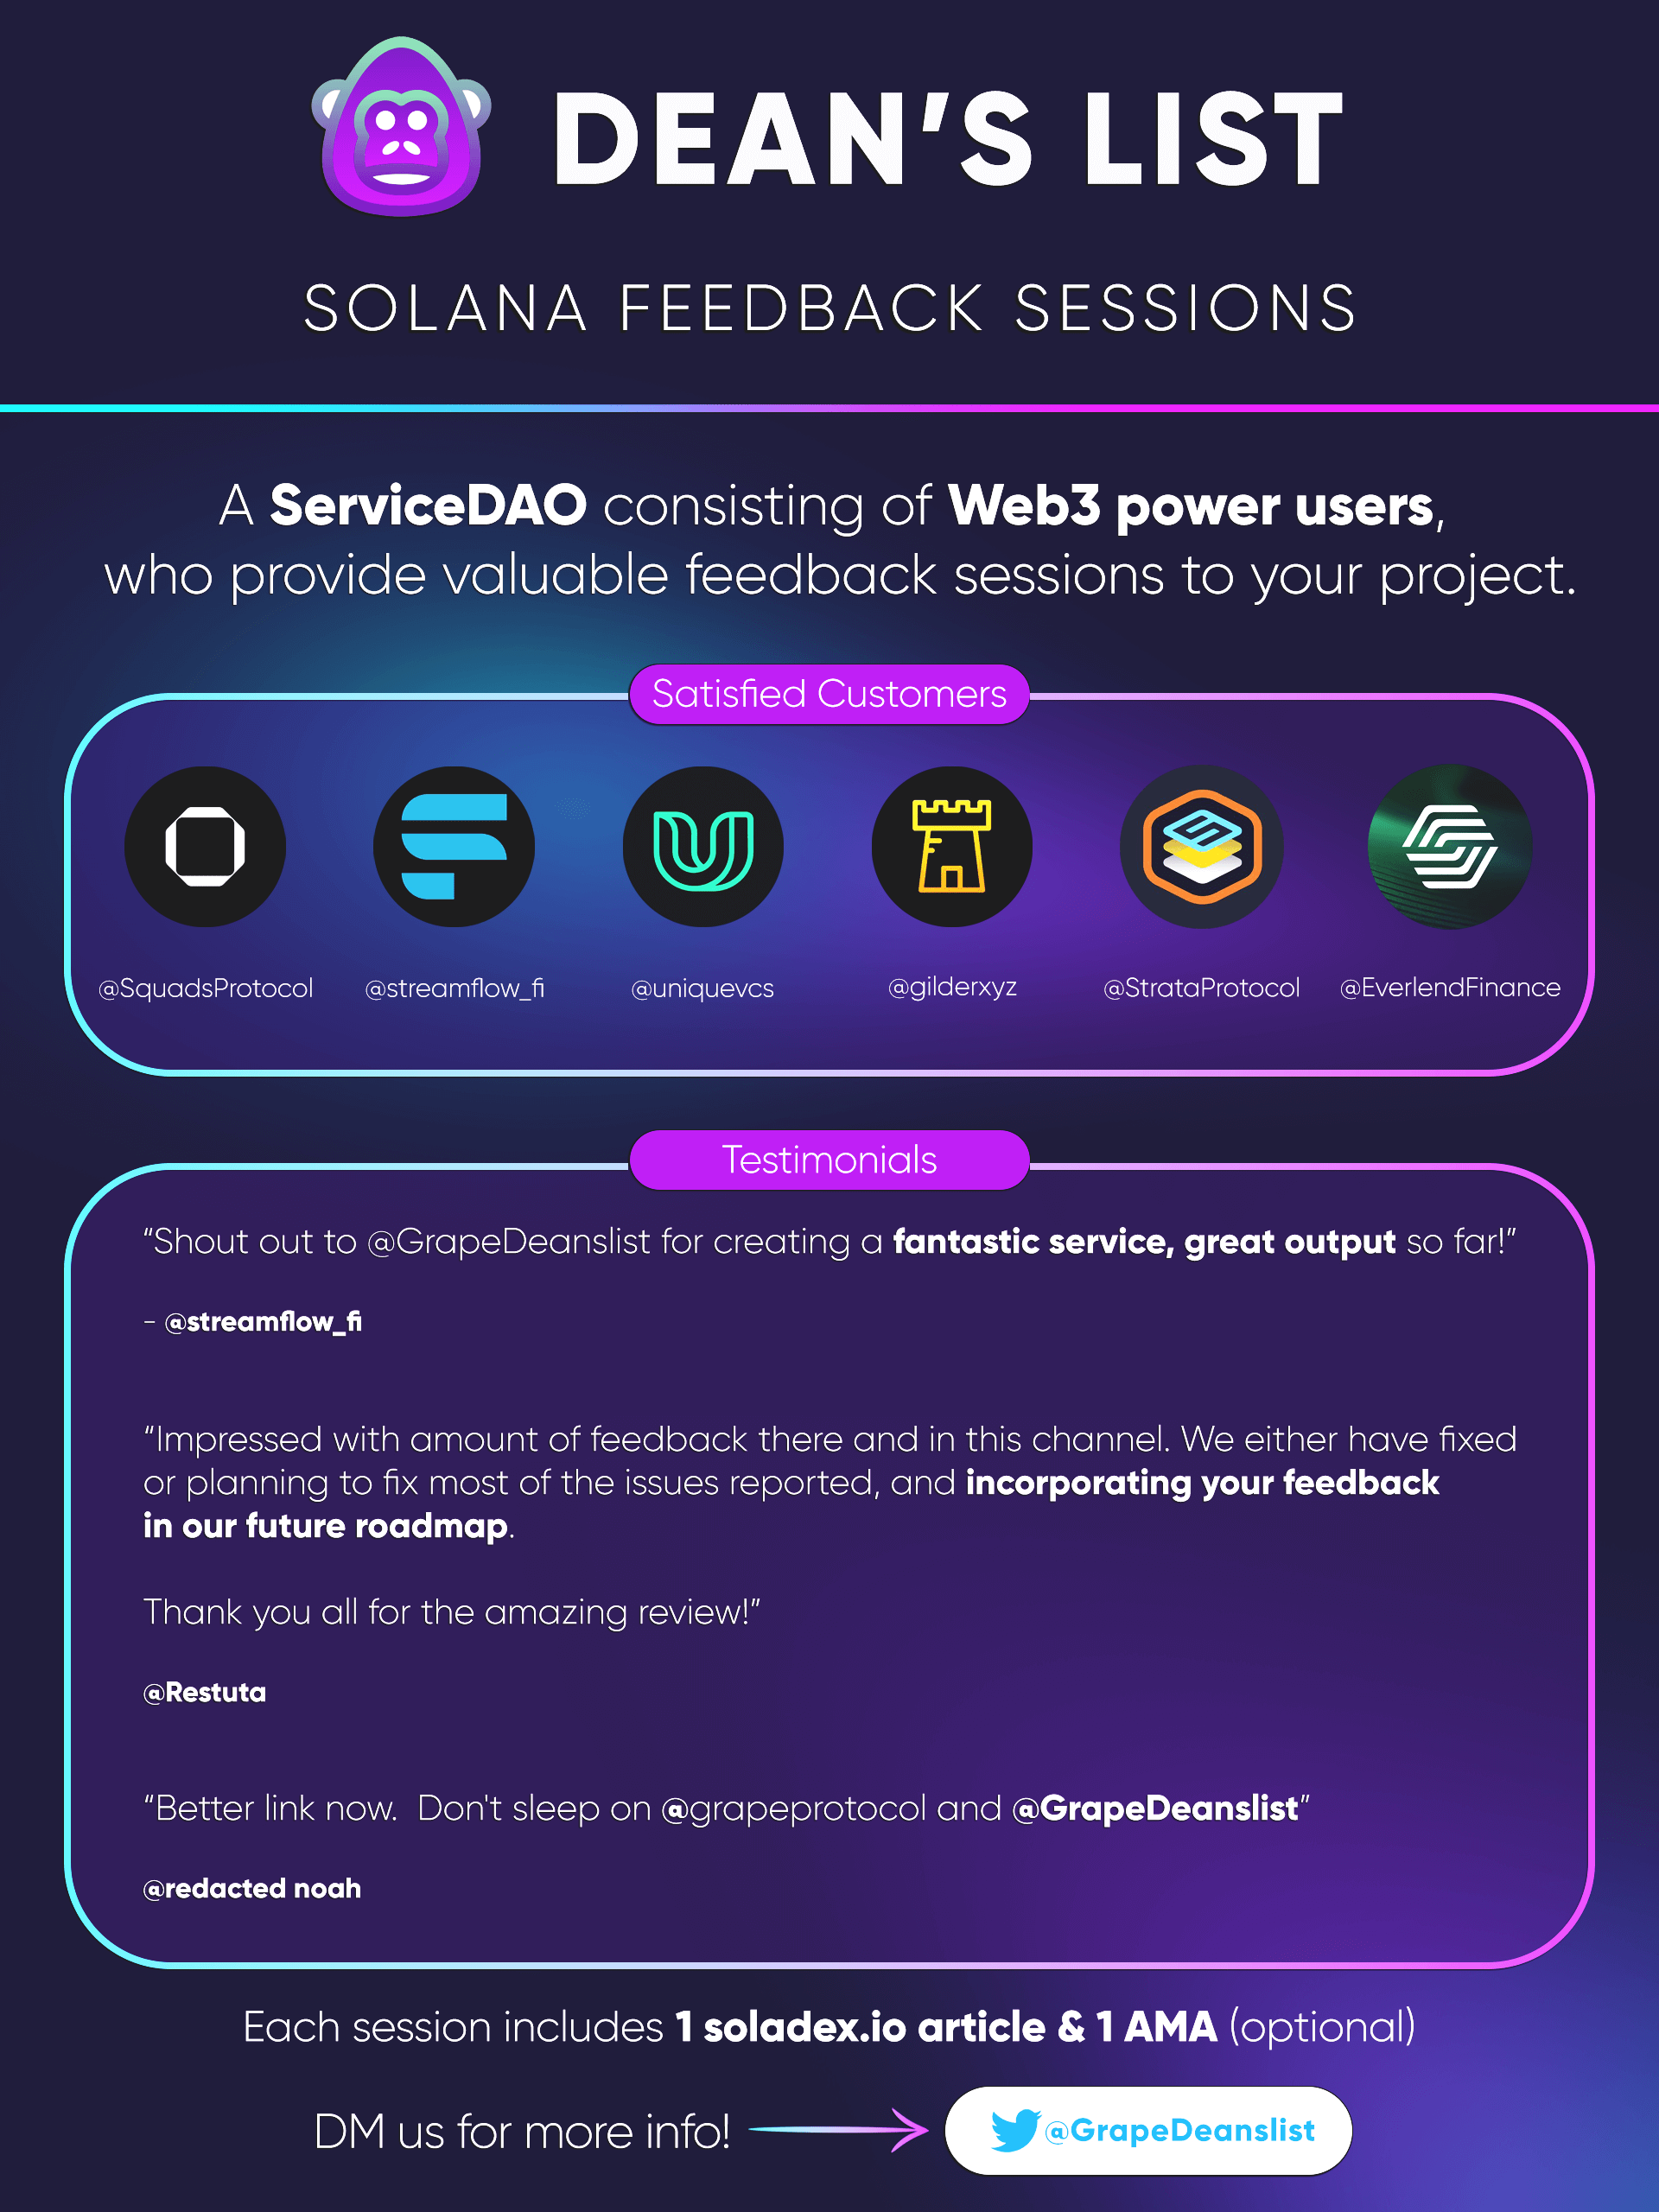 DEAN'S LIST
SOLANA FEEDBACK SESSIONS
A ServiceDAO consisting of Web3 power users,
who provide valuable feedback sessions to your project.
Satisfied Customers
@SquadsProtocol @streamflow_fi @uniquevcs @gilderxyz @StrataProtocol @EverlendFinance
Testimonials
“Shout out to @GrapeDeanslist for creating a fantastic service, great output so far!”
- @streamflow_fi
“Impressed with amount of feedback there and in this channel. We either have fixed
or planning to fix most of the issues reported, and incorporating your feedback
in our future roadmap.
Thank you all for the amazing review!”
@Restuta
“Better link now.  Don't sleep on @grapeprotocol and @GrapeDeanslist”
@redacted noah
Each session includes 1 soladex.io article & 1 AMA (optional)
DM us for more info! @GrapeDeanslist